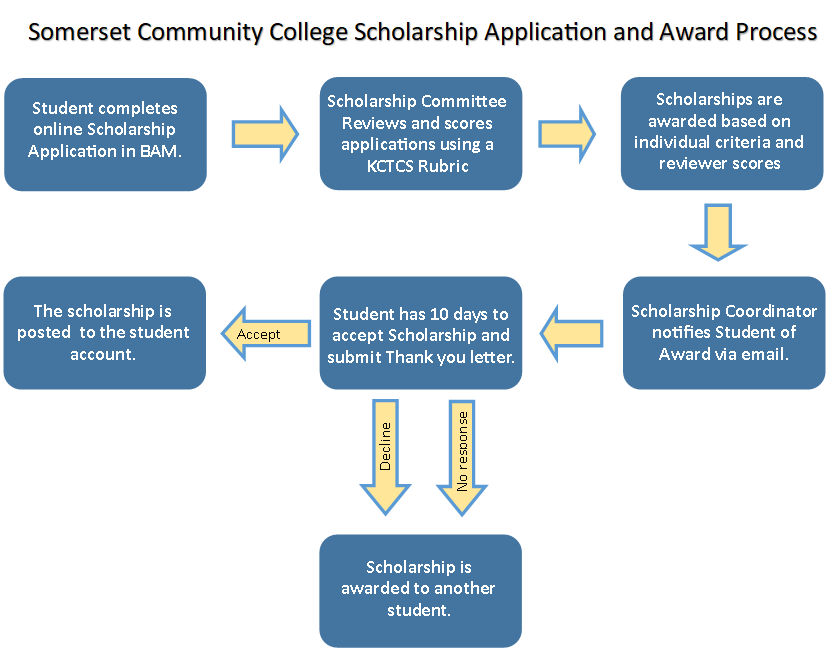 Somerset Community College Scholarship Application and Award Process
Student completes
online Scholarship
Application in BAM.
Scholarship Committee
Reviews and scores
applications using a
KCTCS Rubric
Scholarships are
awarded based on
individual criteria and
reviewer scores
Scholarship Coordinator
notifies Student of
Award via email.
Student has 10 days to
accept Scholarship and
submit Thank you letter.
Accept
The scholarship is
posted to the student
account.
Decline
No response
Scholarship is
awarded to another
student.